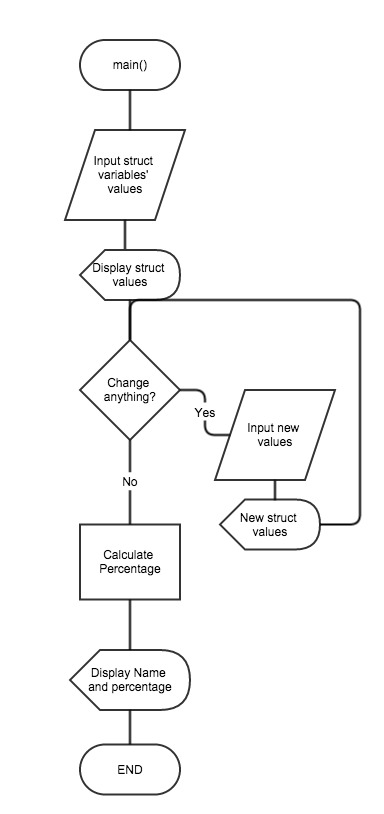 main()
Input struct
variables'
values
Display struct
values
Change
anything?
Yes
Input new
values
No
New struct
values
Calculate
Percentage
Display Name
and percentage
END